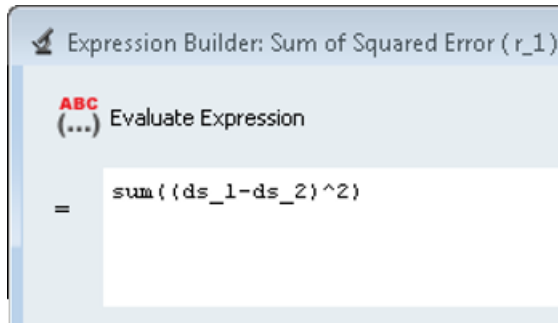 Expression Builder: Sum of Squared Error ( r_1)
ABC
(...) Evaluate Expression
= sum((ds_1-ds_2)^2)